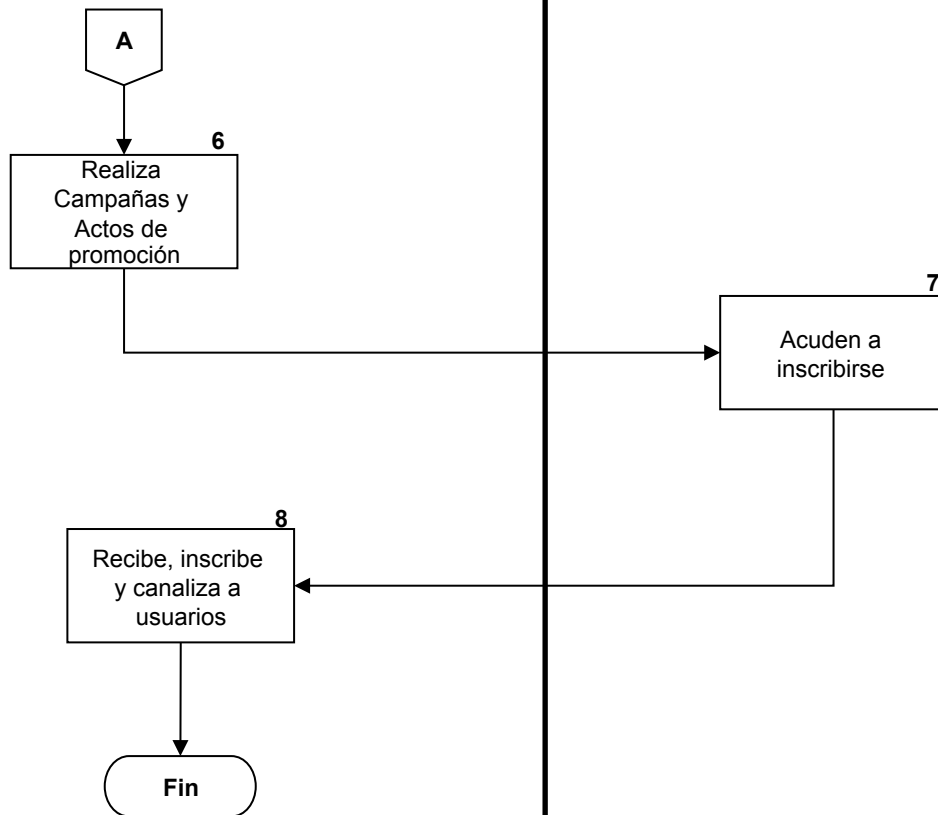 A
6
Realiza
Campañas y
Actos de
promoción
7
Acuden a
inscribirse
8
Recibe, inscribe
y canaliza a
usuarios
Fin